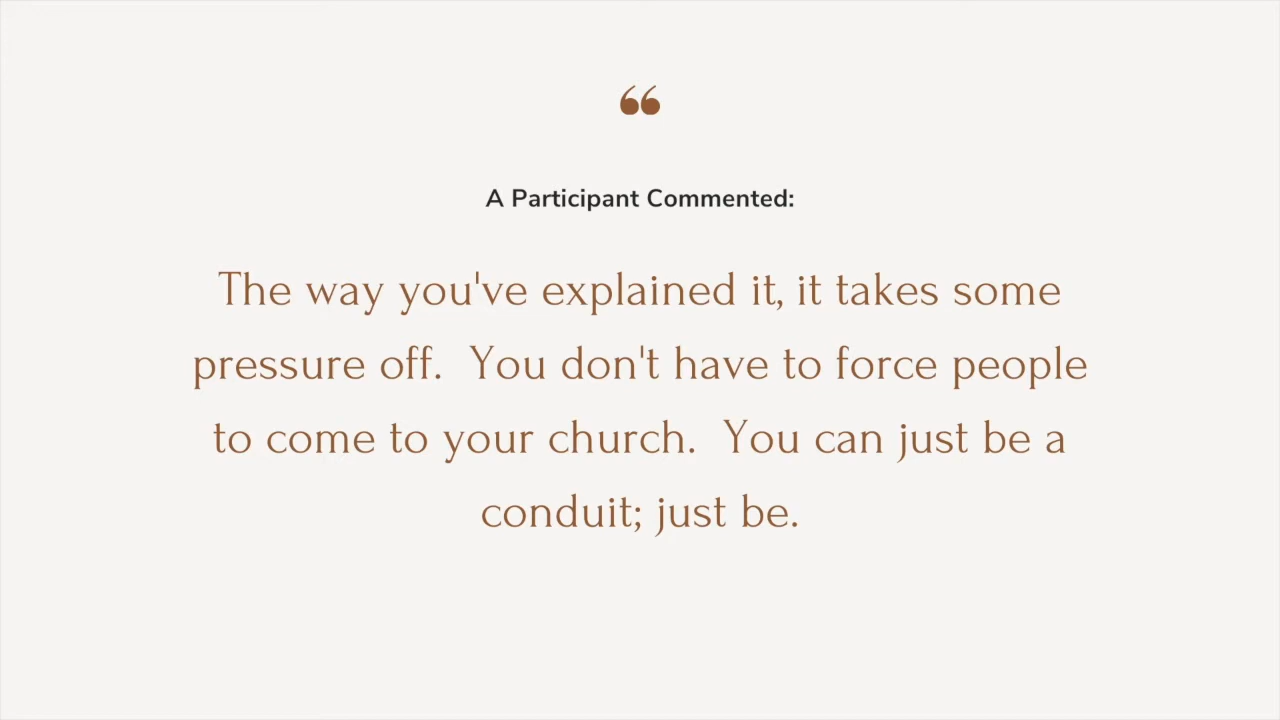 ❝
A Participant Commented:
The way you've explained it, it takes some
pressure off.  You don't have to force people
to come to your church.  You can just be a
conduit; just be.